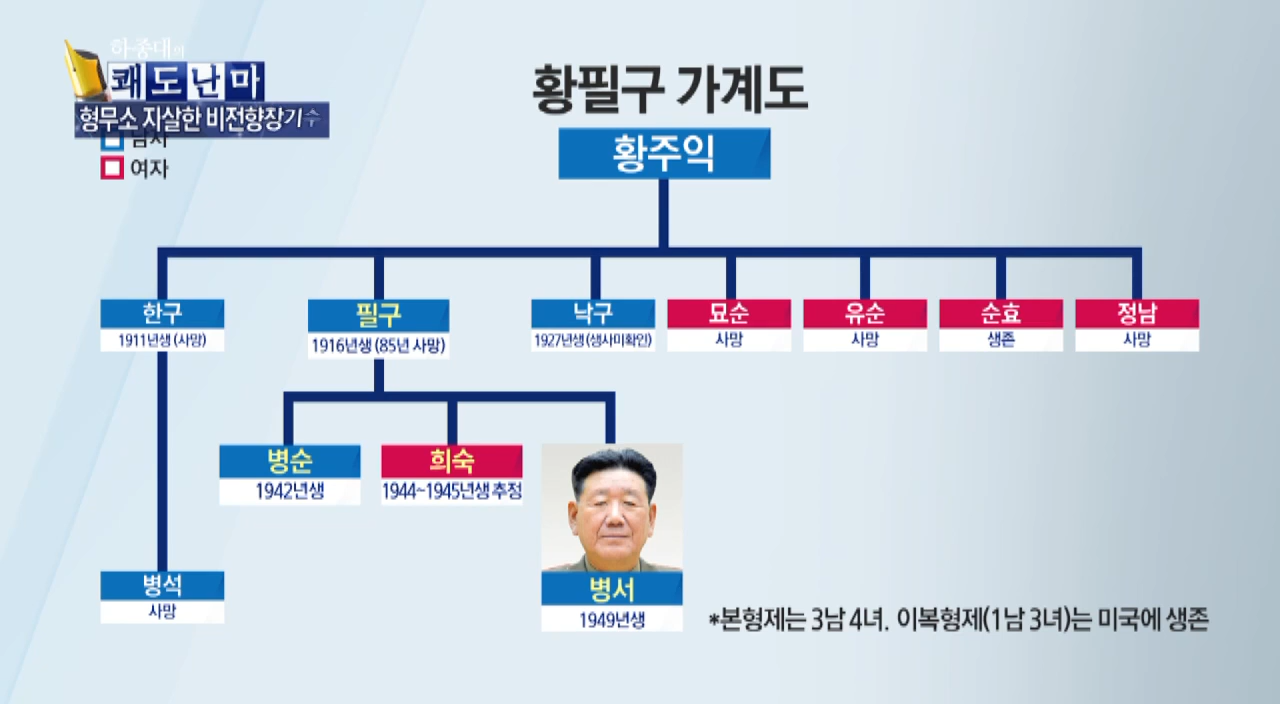 하종대의
쾌도난마
형무소 지살한 비전향장기수
남자
여자
황필구 가계도
황주익
한구
1911년생 (사망)
필구
1916년생 (85년 사망)
낙구
1927년생 (생사미확인)
묘순
사망
유순
사망
순효
생존
정남
사망
병순
1942년생
희숙
1944~1945년생 추정
병석
사망
병서
1949년생
*본형제는 3남 4녀. 이복형제(1남 3녀)는 미국에 생존